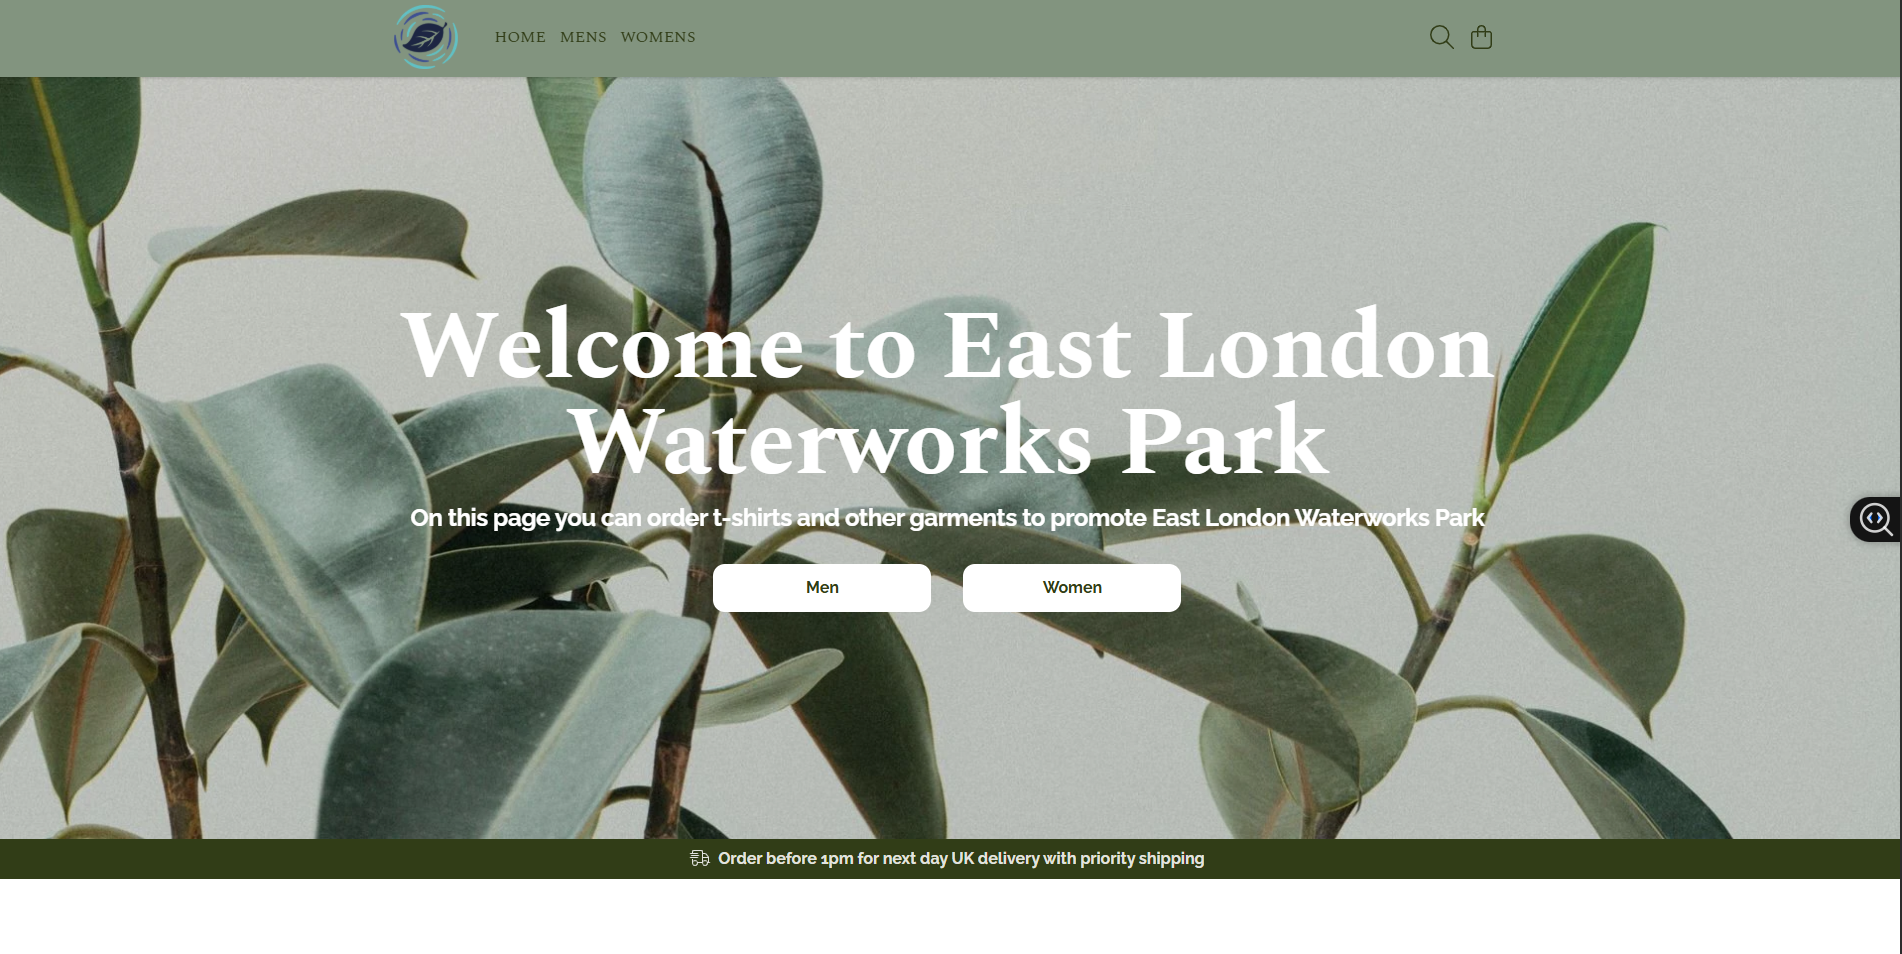 HOME MENS WOMENS
Welcome to East London
Waterworks Park
On this page you can order t-shirts and other garments to promote East London Waterworks Park
Men Women
Order before 1pm for next day UK delivery with priority shipping